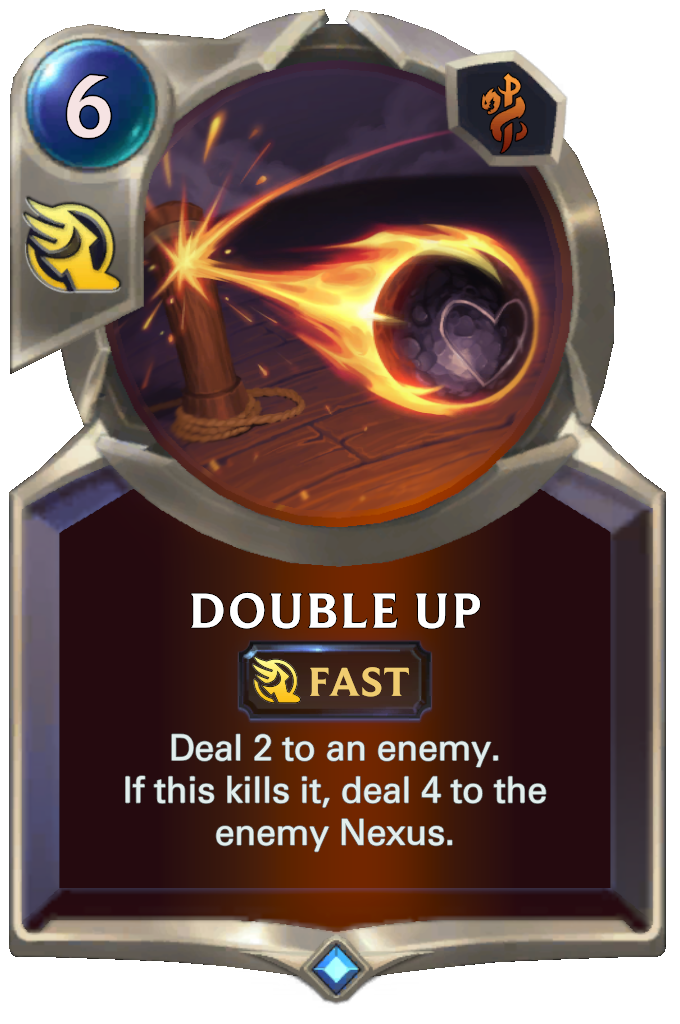 6
DOUBLE UP
FAST
Deal 2 to an enemy.
If this kills it, deal 4 to the
enemy Nexus.